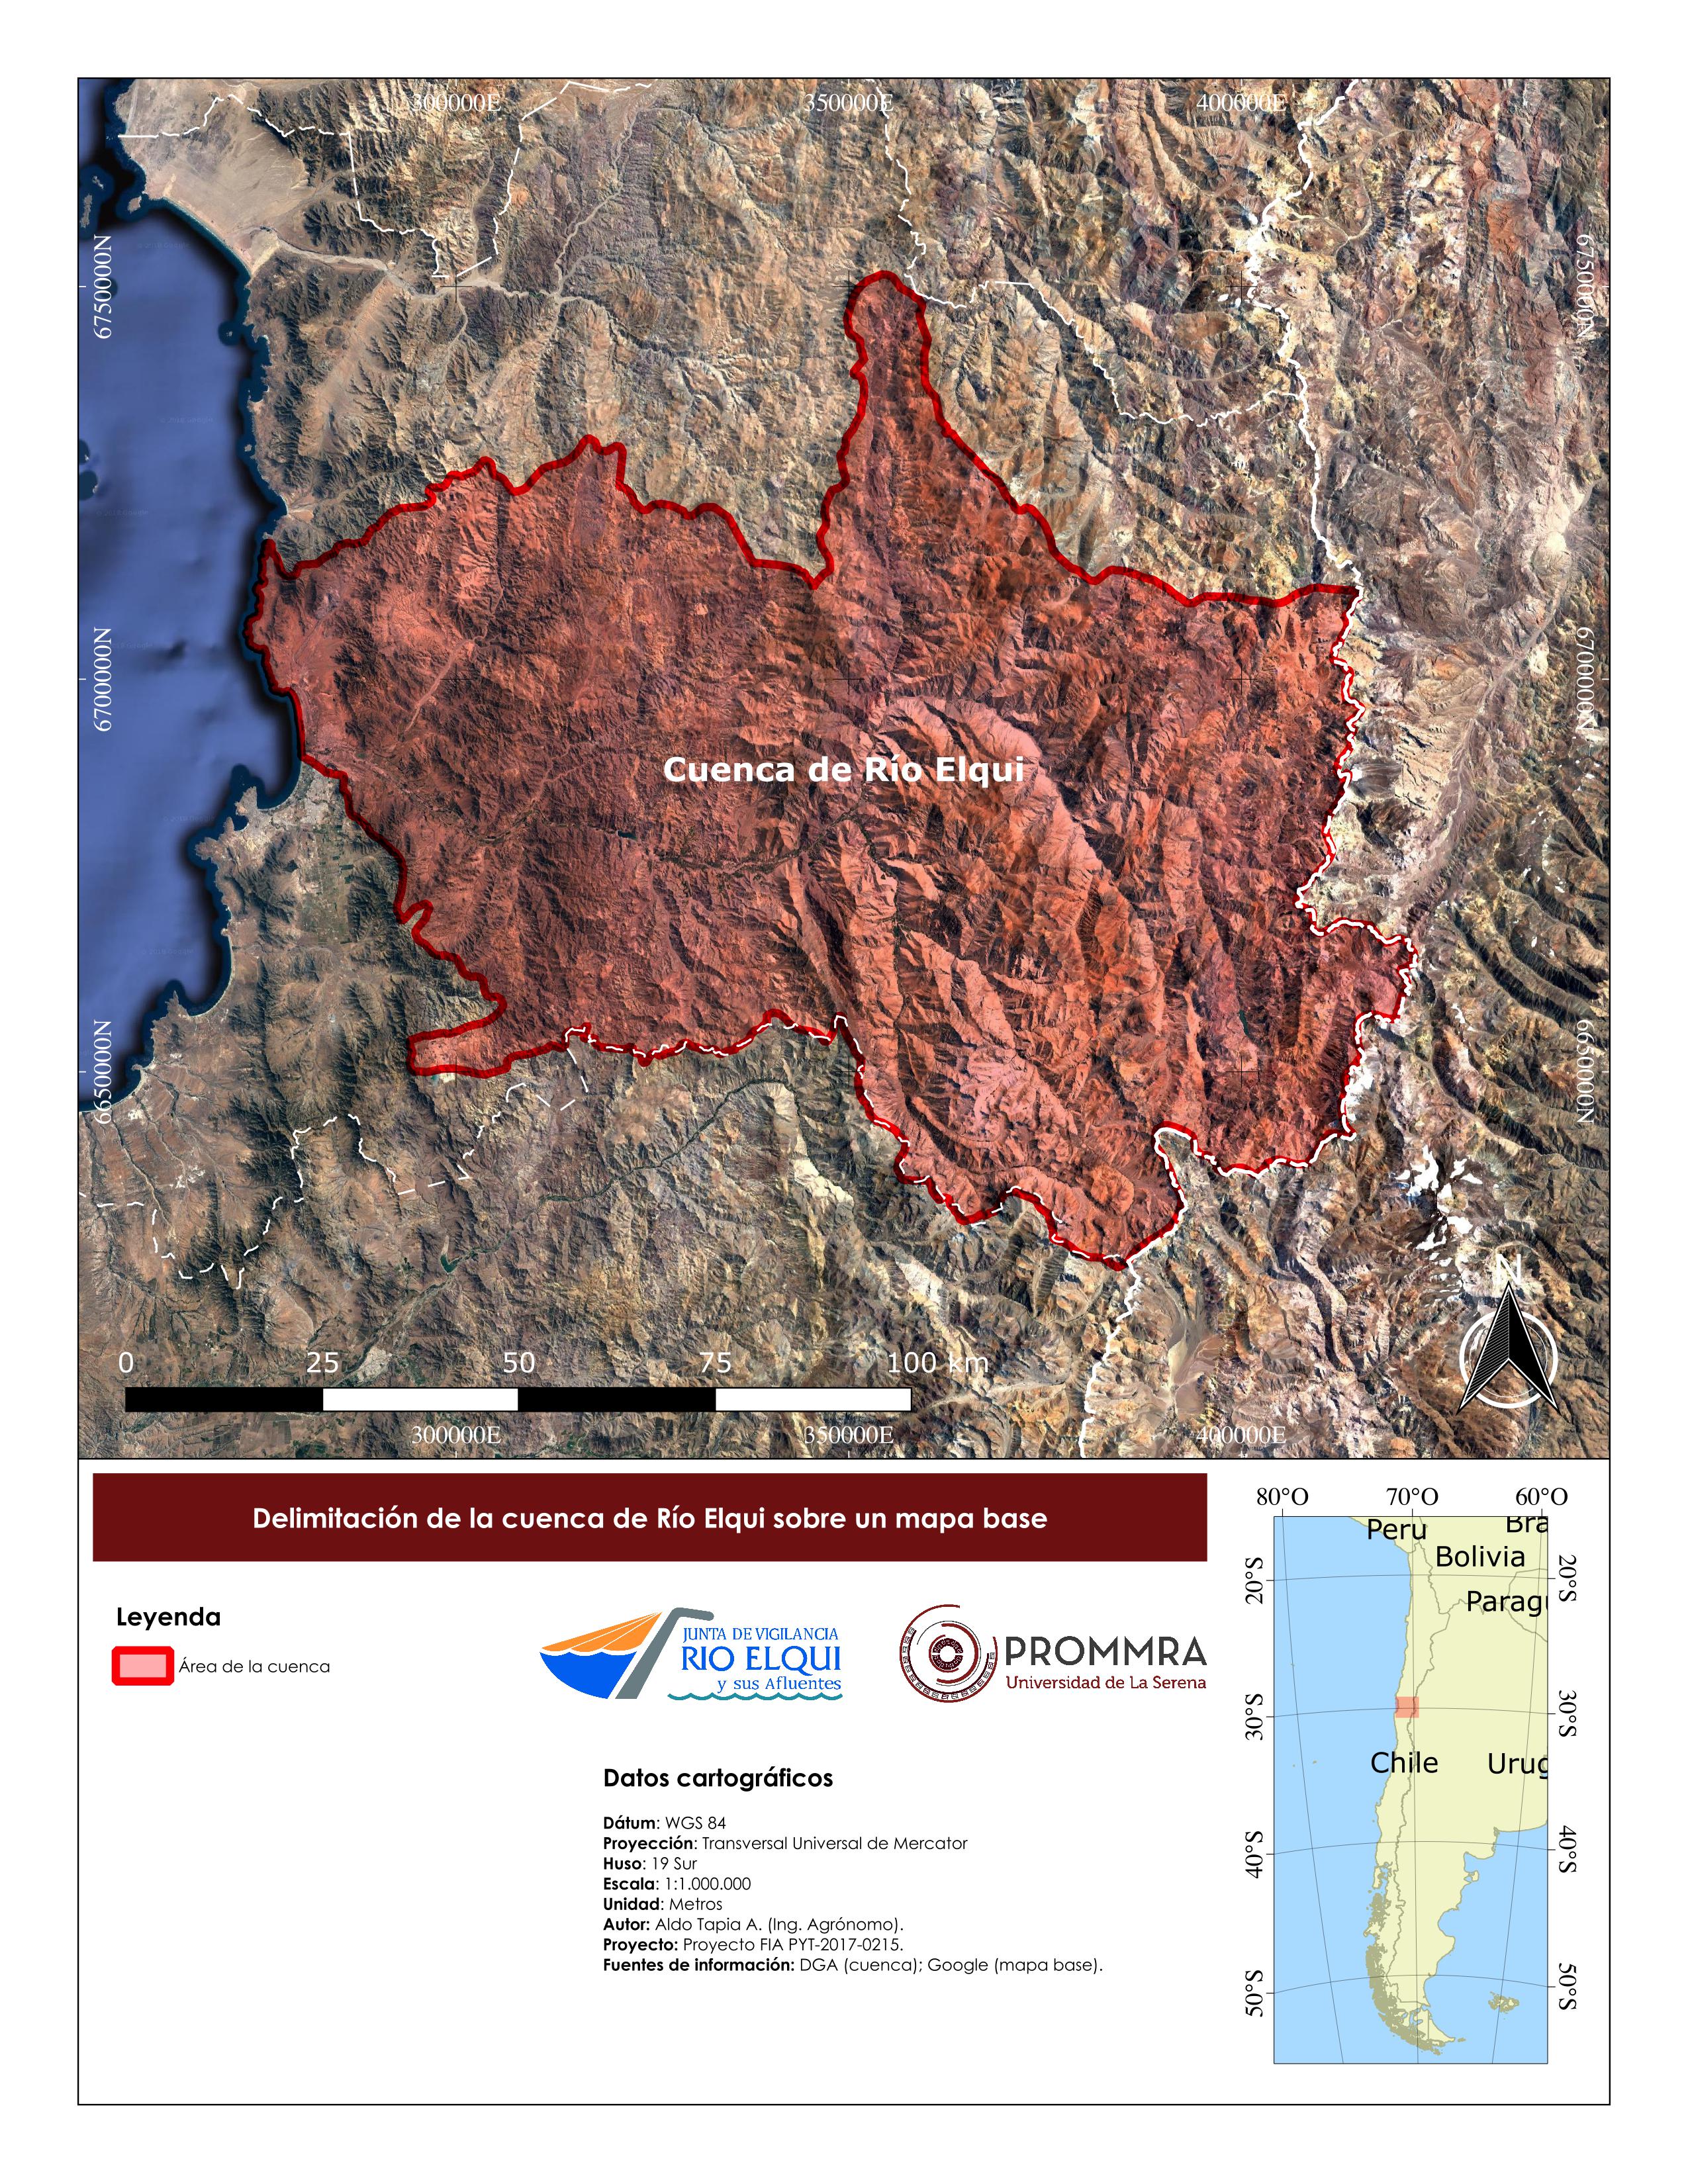 300000E
350000E
400000E
6750000N
6750000N
6700000N
6700000N
Cuenca de Río Elqui
6650000N
6650000N
N
0
25
50
75
100 km
300000E
350000E
400000E
Delimitación de la cuenca de Río Elqui sobre un mapa base
Leyenda
Área de la cuenca
JUNTA DE VIGILANCIA
RIO ELQUI
y sus Afluentes
PROMMRA
Universidad de La Serena
Datos cartográficos
Dátum: WGS 84
Proyección: Transversal Universal de Mercator
Huso: 19 Sur
Escala: 1:1.000.000
Unidad: Metros
Autor: Aldo Tapia A. (Ing. Agrónomo).
Proyecto: Proyecto FIA PYT-2017-0215.
Fuentes de información: DGA (cuenca); Google (mapa base).
80°O
70°O
60°O
Peru
Bra
Bolivia
20°S
20°S
Paragu
30°S
30°S
Chile
Urug
40°S
40°S
50°S
50°S